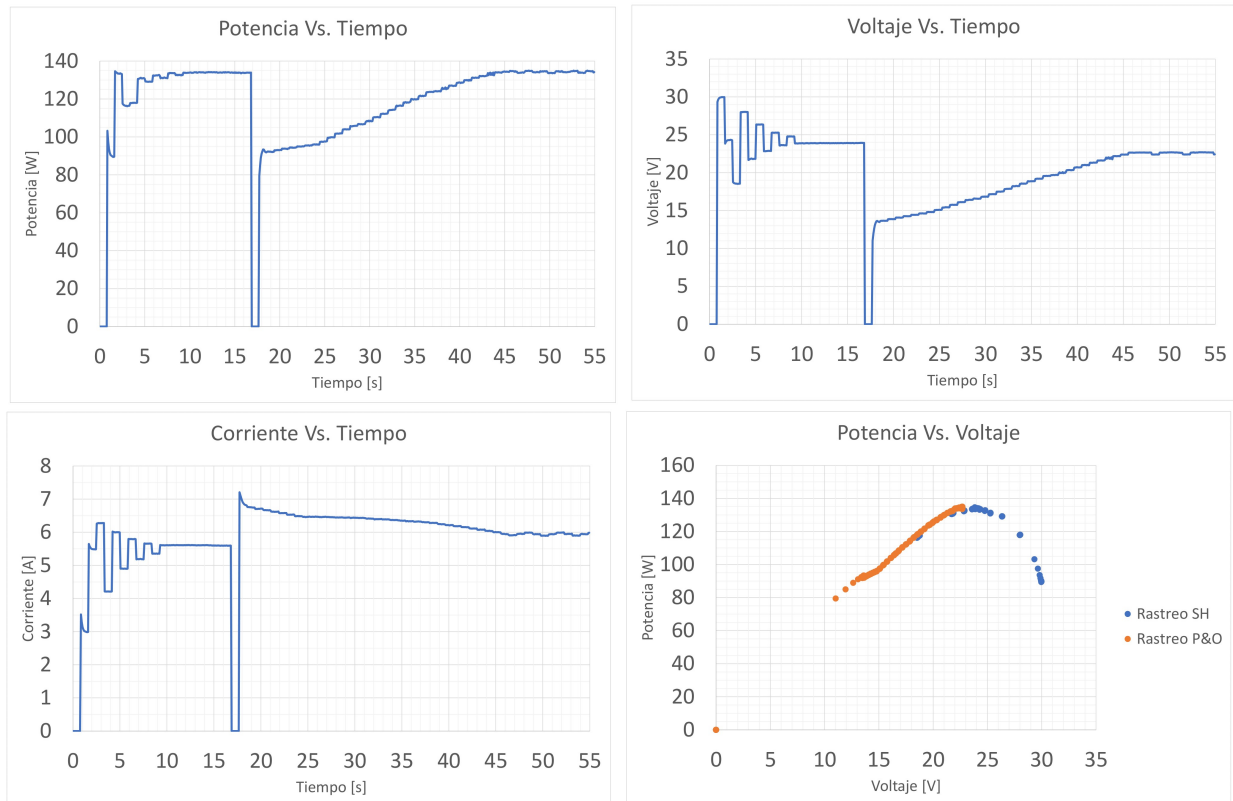 Potencia Vs. Tiempo
Potencia [W]
140
120
100
80
60
40
20
0
0 5 10 15 20 25 30 35 40 45 50 55
Tiempo [s]
Voltaje Vs. Tiempo
Voltaje [V]
35
30
25
20
15
10
5
0
0 5 10 15 20 25 30 35 40 45 50 55
Tiempo [s]
Corriente Vs. Tiempo
Corriente [A]
8
7
6
5
4
3
2
1
0
0 5 10 15 20 25 30 35 40 45 50 55
Tiempo [s]
Potencia Vs. Voltaje
Potencia [W]
160
140
120
100
80
60
40
20
0
0 5 10 15 20 25 30 35
Voltaje [V]
Rastreo SH
Rastreo P&O